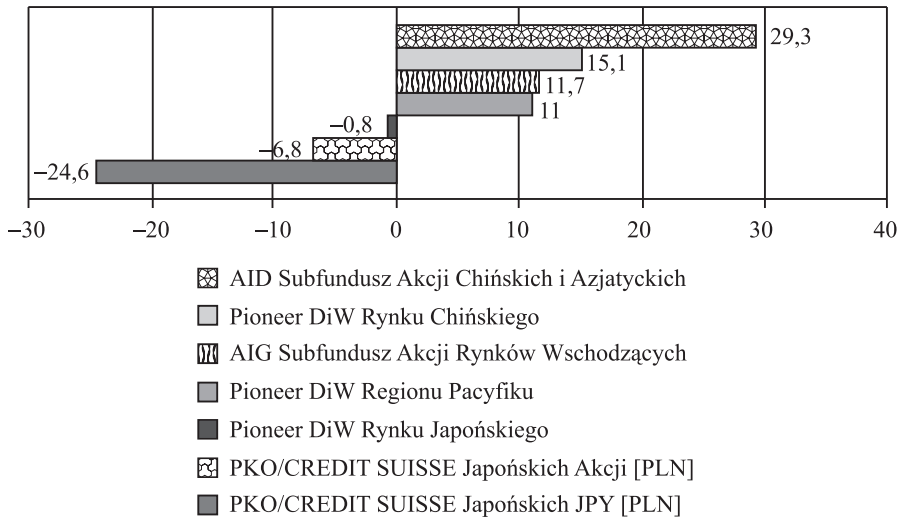 29,3
15,1
11,7
11
−0,8
−6,8
−24,6
−30 −20 −10 0 10 20 30 40
AID Subfundusz Akcji Chińskich i Azjatyckich
Pioneer DiW Rynku Chińskiego
AIG Subfundusz Akcji Rynków Wschodzących
Pioneer DiW Regionu Pacyfiku
Pioneer DiW Rynku Japońskiego
PKO/CREDIT SUISSE Japońskich Akcji [PLN]
PKO/CREDIT SUISSE Japońskich JPY [PLN]